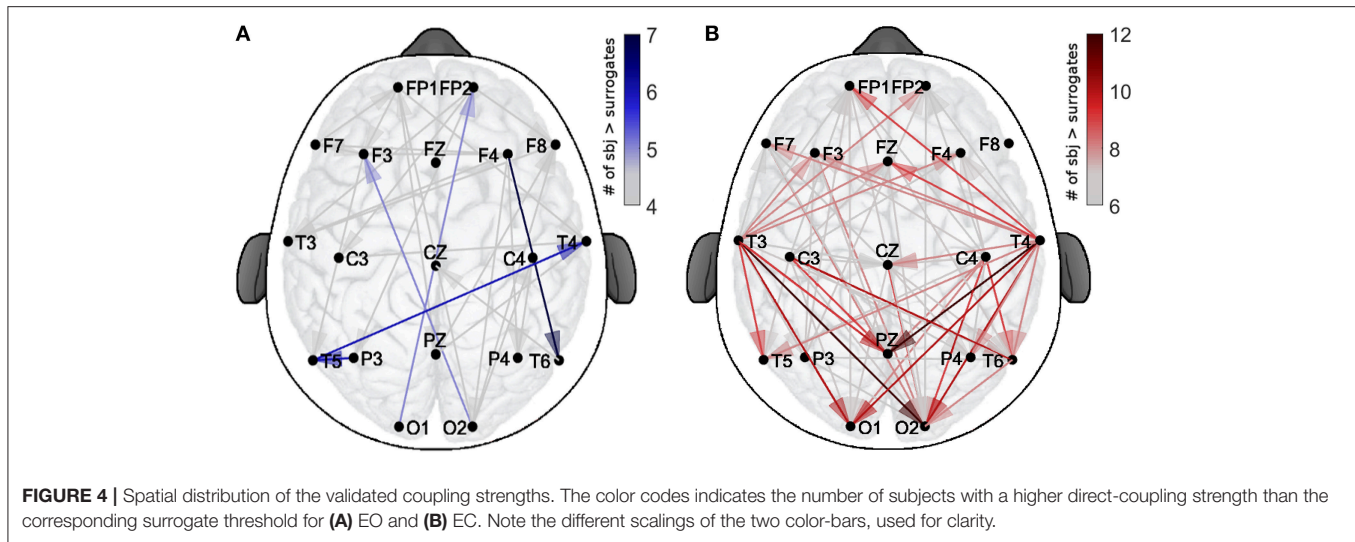 A
B
# of sbj > surrogates
7
6
5
4
FP1 FP2
F7 F3 FZ F4 F8
T3 C3 CZ C4 T4
T5 P3 PZ P4 T6
O1 O2
# of sbj > surrogates
12
10
8
6
FP1 FP2
F7 F3 FZ F4 F8
T3 C3 CZ C4 T4
T5 P3 PZ P4 T6
O1 O2
FIGURE 4 | Spatial distribution of the validated coupling strengths. The color codes indicates the number of subjects with a higher direct-coupling strength than the
corresponding surrogate threshold for (A) EO and (B) EC. Note the different scalings of the two color-bars, used for clarity.